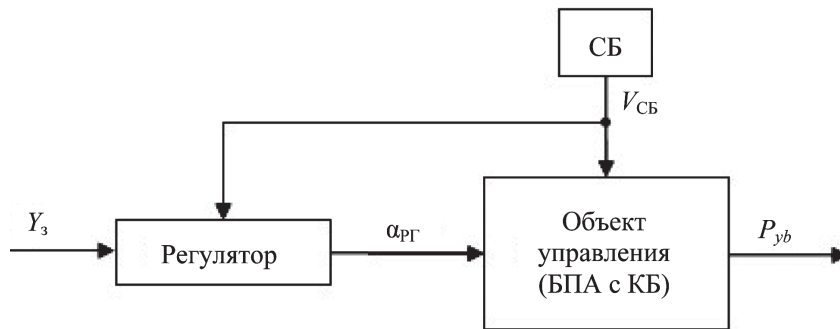 СБ
V_СБ
Y_з
α_РГ
Регулятор
Объект
управления
(БПА с КБ)
P_yb